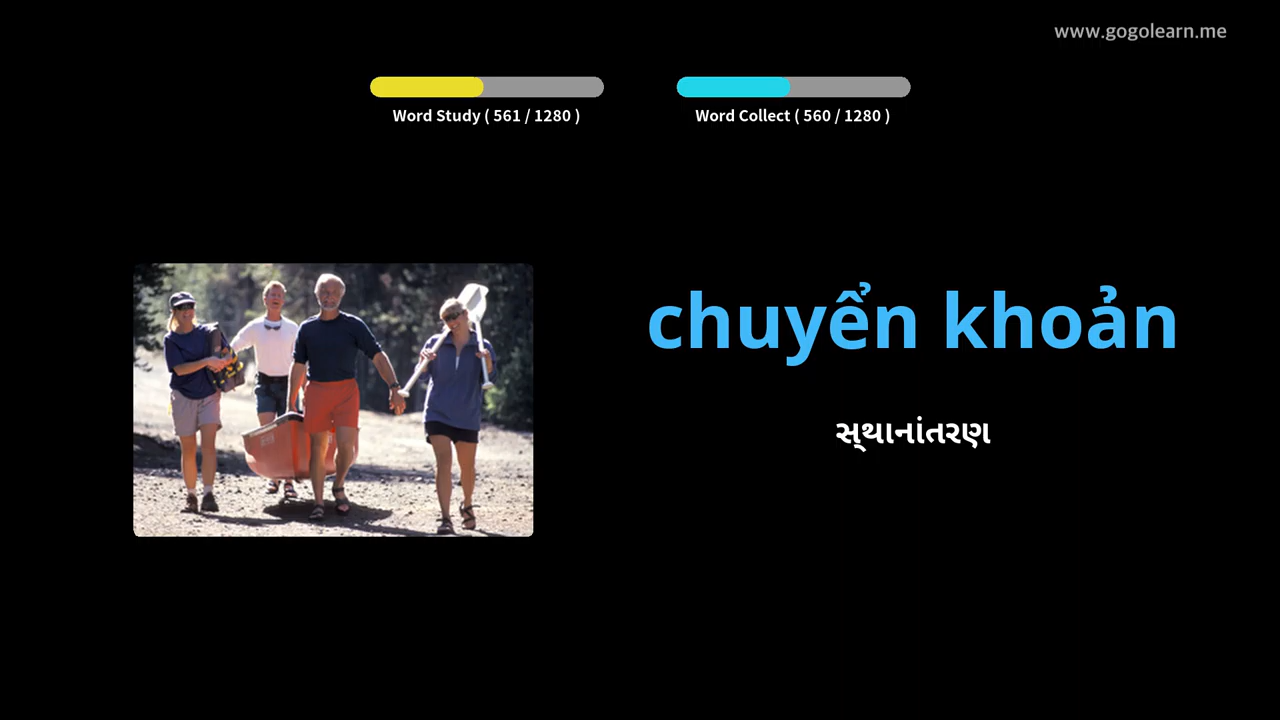 www.gogolearn.me
Word Study ( 561 / 1280 )
Word Collect ( 560 / 1280 )
chuyển khoản
સ્થાનાંતરણ